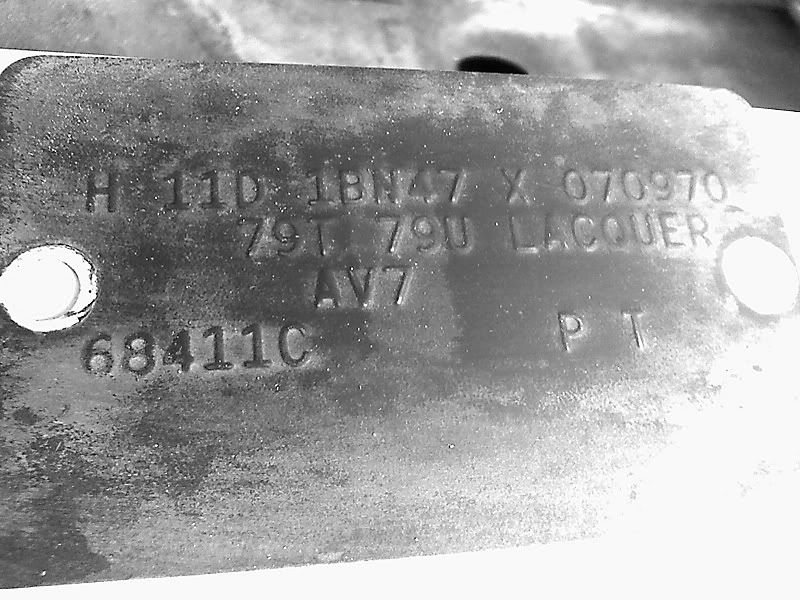 H 11D 1BN47 X 070970
79T 79U LACQUER
AV7
68411C P T